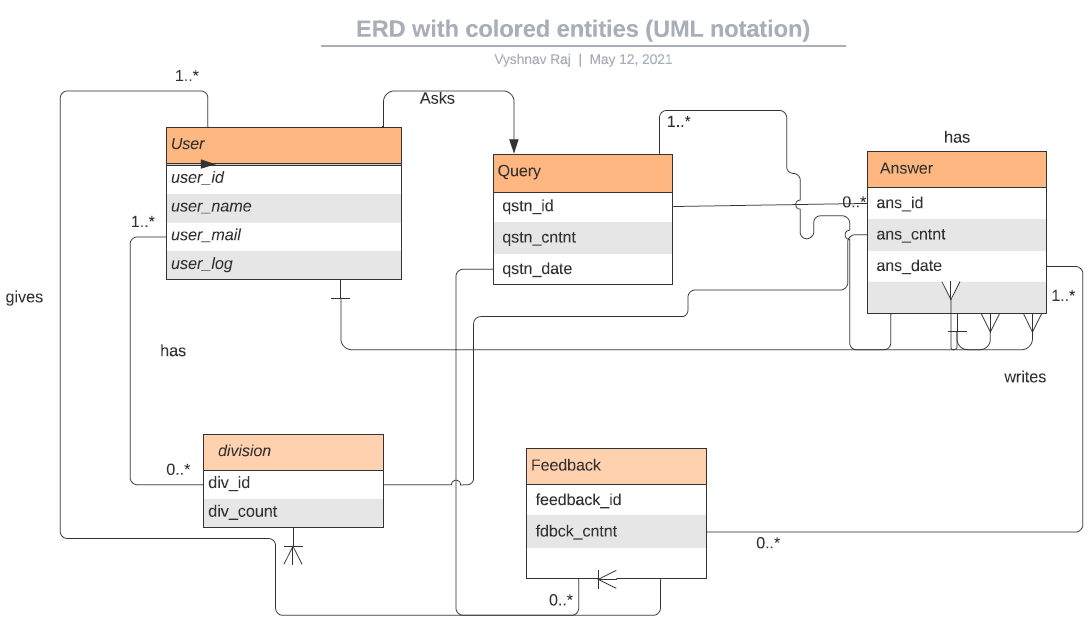 ERD with colored entities (UML notation)
Vyshnav Raj | May 12, 2021
1..*
Asks
User
user_id
user_name
user_mail
user_log
1..*
gives
has
Query
qstn_id
qstn_cntnt
qstn_date
1..*
0..*
has
Answer
ans_id
ans_cntnt
ans_date
1..*
writes
0..*
division
div_id
div_count
Feedback
feedback_id
fdbck_cntnt
0..*
0..*